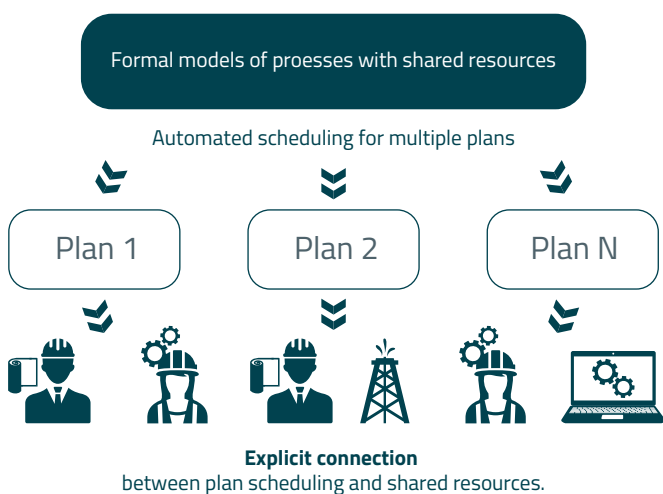 Formal models of proesses with shared resources
Automated scheduling for multiple plans
Plan 1
Plan 2
Plan N
Explicit connection
between plan scheduling and shared resources.